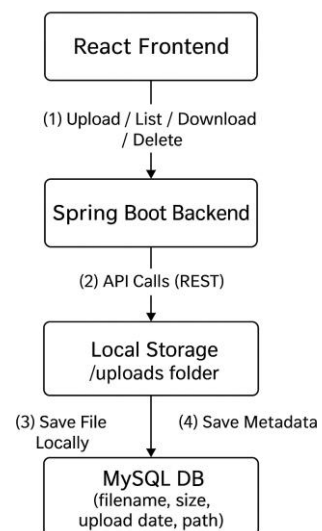 React Frontend
(1) Upload / List / Download
/ Delete
Spring Boot Backend
(2) API Calls (REST)
Local Storage
/uploads folder
(3) Save File
Locally
(4) Save Metadata
MySQL DB
(filename, size,
upload date, path)